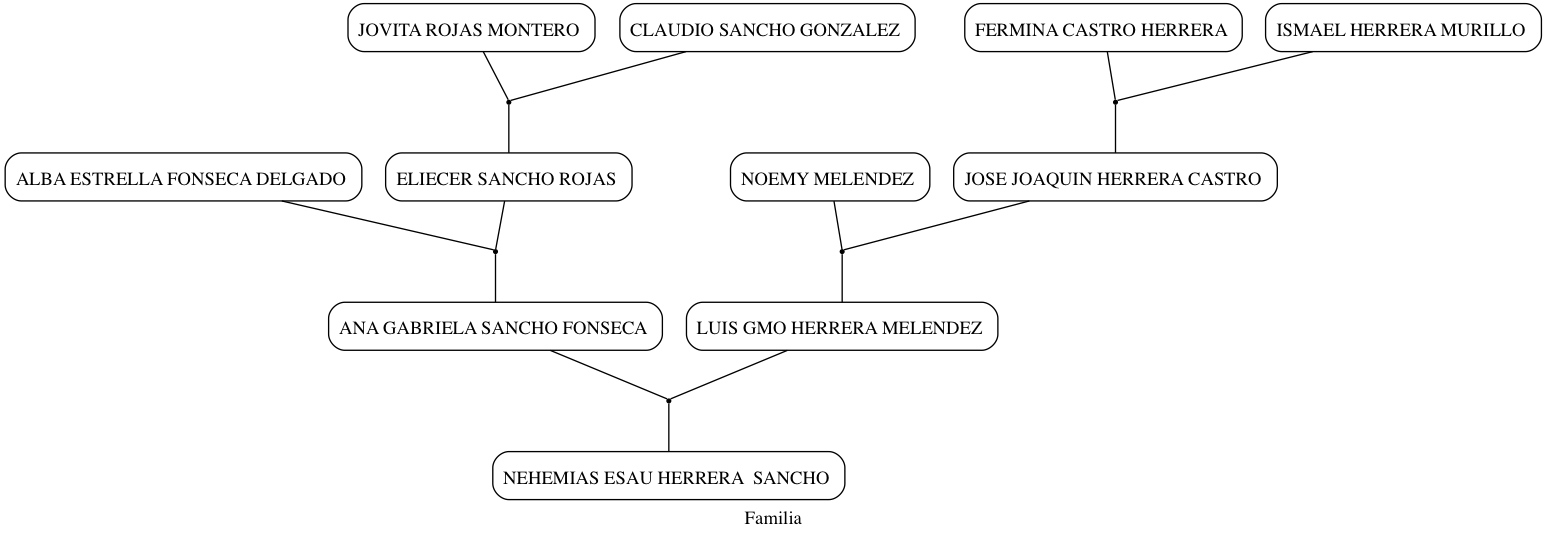 JOVITA ROJAS MONTERO
CLAUDIO SANCHO GONZALEZ
FERMINA CASTRO HERRERA
ISMAEL HERRERA MURILLO
ALBA ESTRELLA FONSECA DELGADO
ELIECER SANCHO ROJAS
NOEMY MELENDEZ
JOSE JOAQUIN HERRERA CASTRO
ANA GABRIELA SANCHO FONSECA
LUIS GMO HERRERA MELENDEZ
NEHEMIAS ESAU HERRERA  SANCHO
Familia